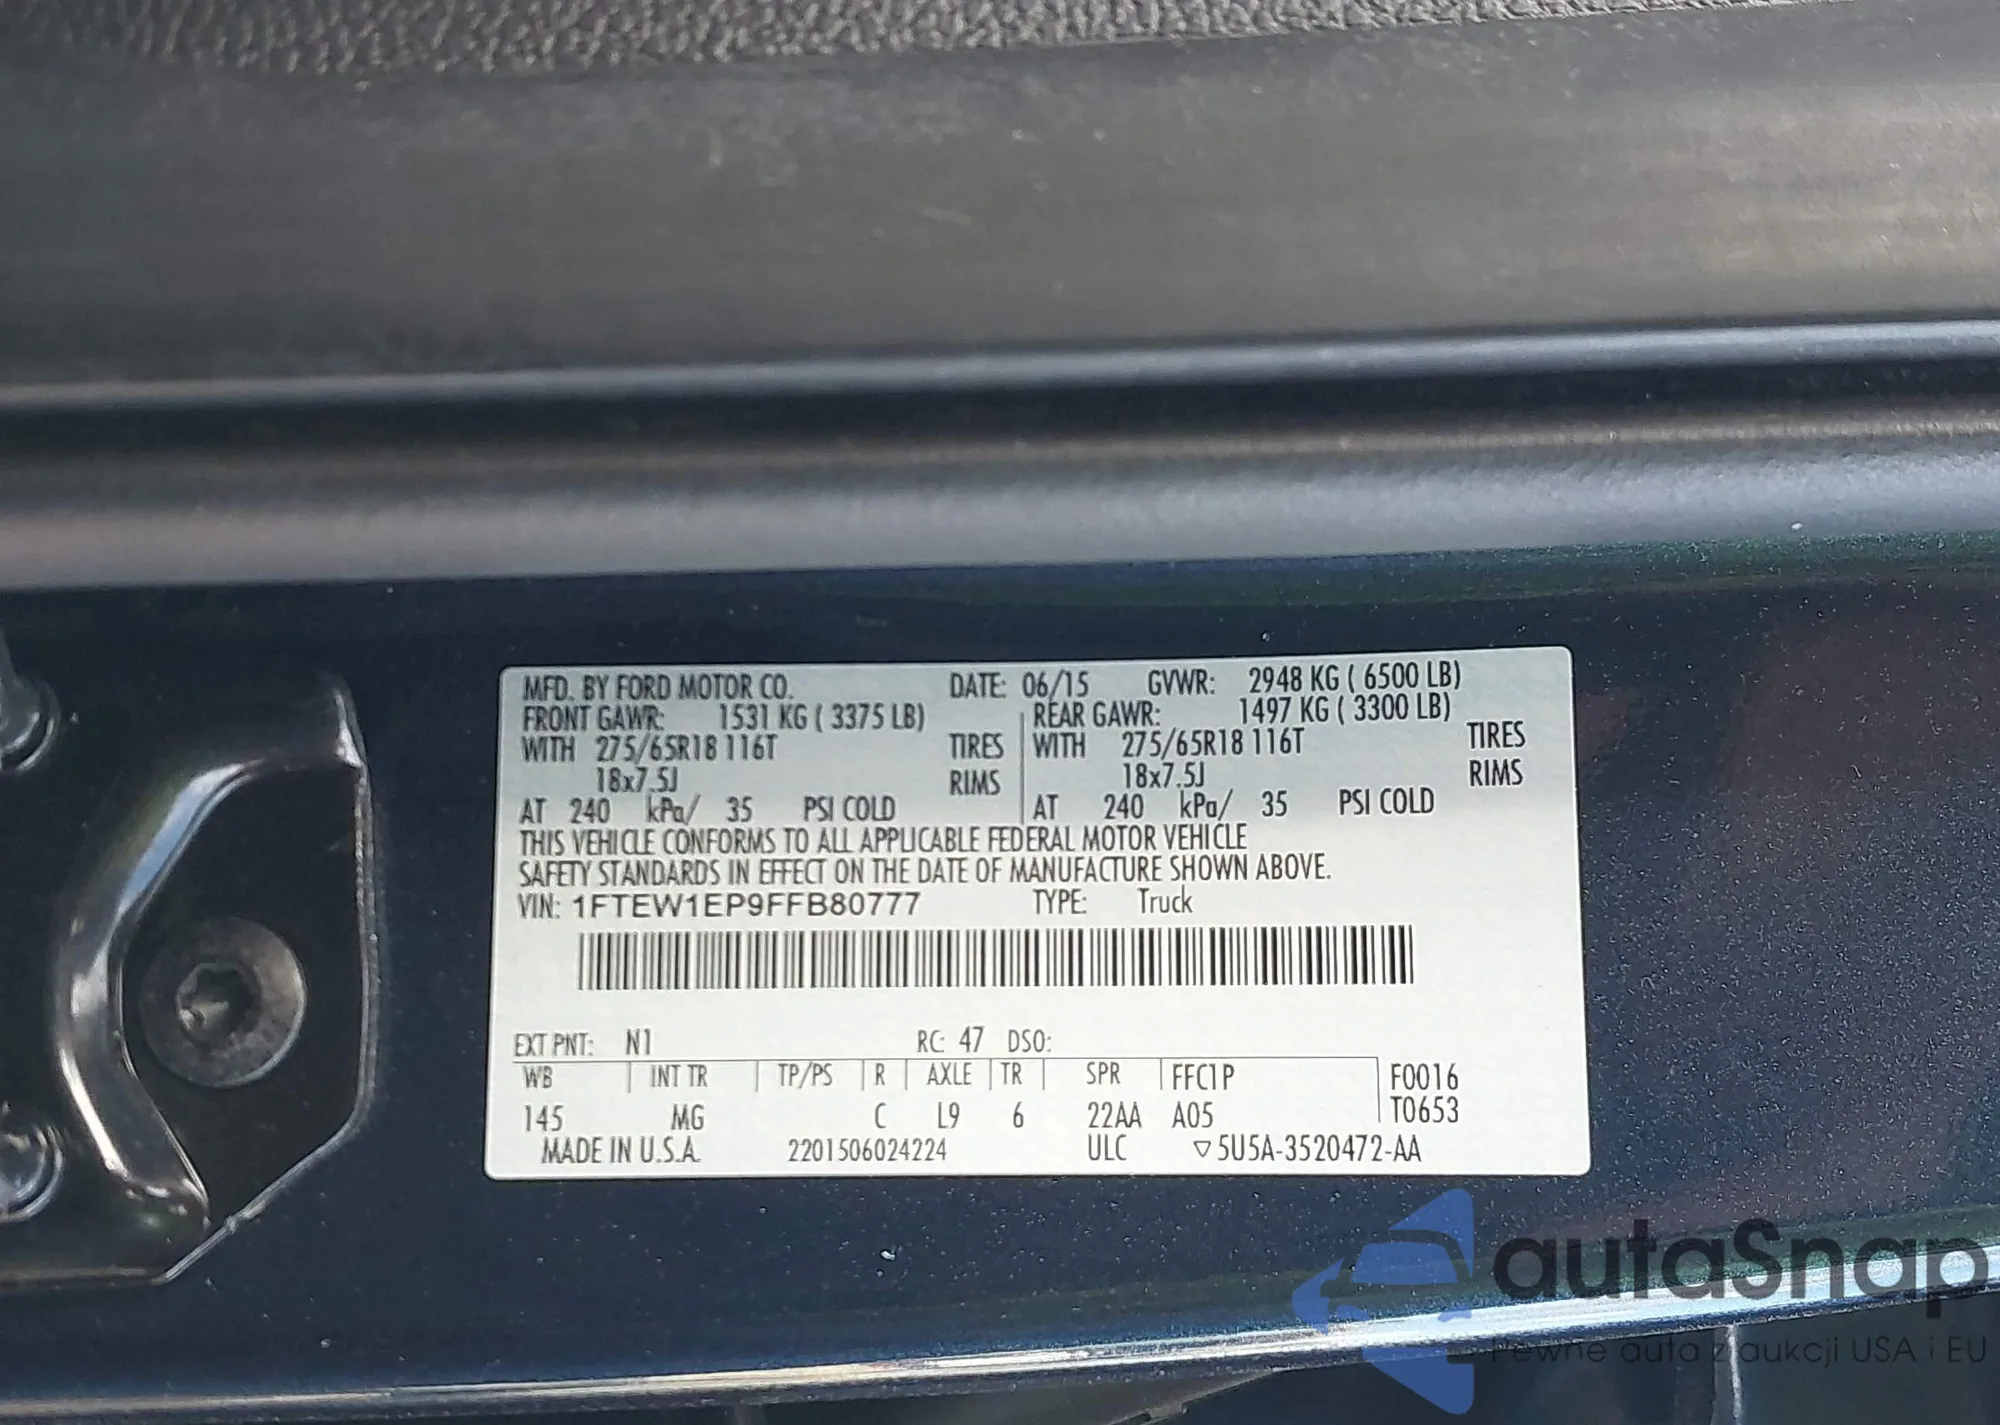 MFD. BY FORD MOTOR CO. DATE: 06/15 GVWR: 2948 KG ( 6500 LB)
FRONT GAWR: 1531 KG ( 3375 LB) REAR GAWR: 1497 KG ( 3300 LB)
WITH 275/65R18 116T TIRES WITH 275/65R18 116T TIRES
18x7.5J RIMS 18x7.5J RIMS
AT 240 kPa/ 35 PSI COLD AT 240 kPa/ 35 PSI COLD
THIS VEHICLE CONFORMS TO ALL APPLICABLE FEDERAL MOTOR VEHICLE
SAFETY STANDARDS IN EFFECT ON THE DATE OF MANUFACTURE SHOWN ABOVE.
VIN: 1FTEW1EP9FFB80777 TYPE: Truck
EXT PNT: N1 RC: 47 DSO:
WB INT TR TP/PS R AXLE TR SPR FFC1P F0016
145 MG C L9 6 22AA A05 T0653
MADE IN U.S.A. 2201506024224 ULC ▽5U5A-3520472-AA
autaSnap
Pewne auta z aukcji USA i EU